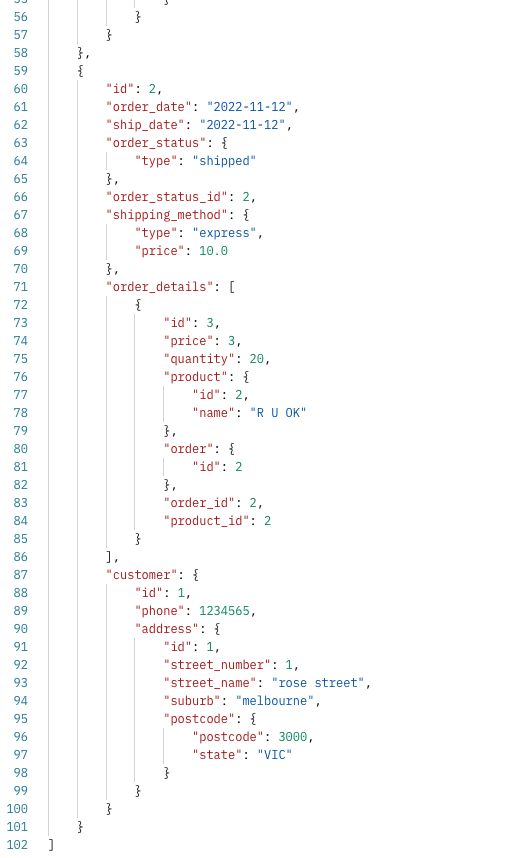 56 }
57 }
58 },
59 {
60 "id": 2,
61 "order_date": "2022-11-12",
62 "ship_date": "2022-11-12",
63 "order_status": {
64 "type": "shipped"
65 },
66 "order_status_id": 2,
67 "shipping_method": {
68 "type": "express",
69 "price": 10.0
70 },
71 "order_details": [
72 {
73 "id": 3,
74 "price": 3,
75 "quantity": 20,
76 "product": {
77 "id": 2,
78 "name": "R U OK"
79 },
80 "order": {
81 "id": 2
82 },
83 "order_id": 2,
84 "product_id": 2
85 }
86 ],
87 "customer": {
88 "id": 1,
89 "phone": 1234565,
90 "address": {
91 "id": 1,
92 "street_number": 1,
93 "street_name": "rose street",
94 "suburb": "melbourne",
95 "postcode": {
96 "postcode": 3000,
97 "state": "VIC"
98 }
99 }
100 }
101 }
102 ]